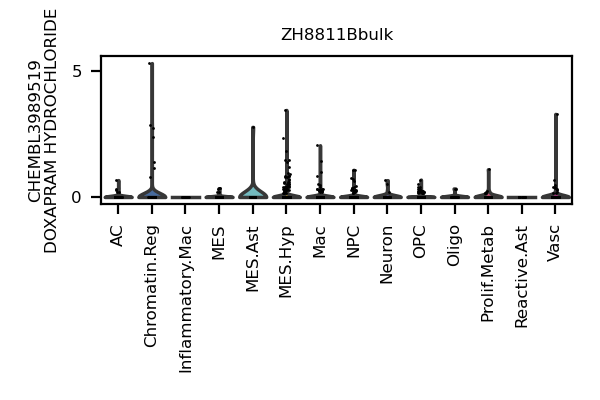 ZH8811Bbulk
CHEMBL3989519
DOXAPRAM HYDROCHLORIDE
5
0
AC
Chromatin.Reg
Inflammatory.Mac
MES
MES.Ast
MES.Hyp
Mac
NPC
Neuron
OPC
Oligo
Prolif.Metab
Reactive.Ast
Vasc